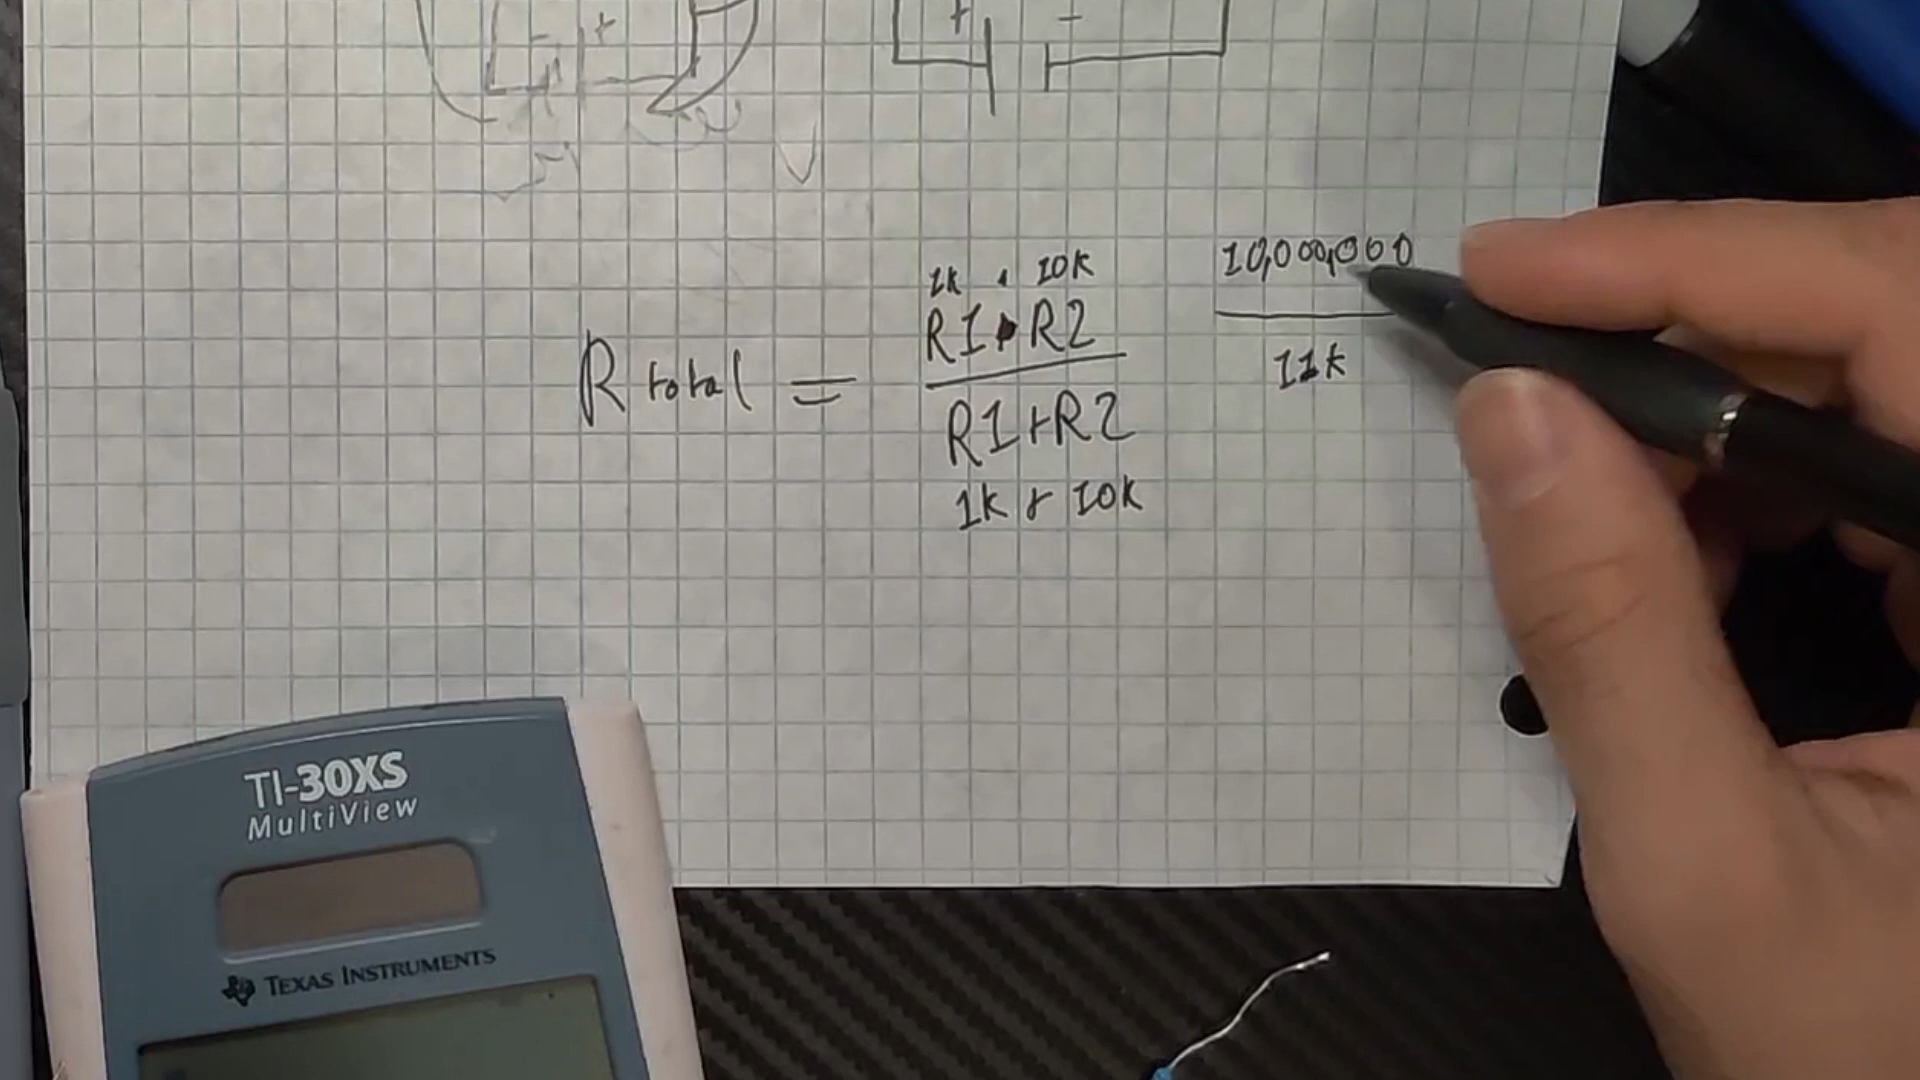 + + -
1k · 10k
R1 • R2
R total =
R1+R2
1k + 10k
10,000,000
11k
TI-30XS
MultiView
TEXAS INSTRUMENTS